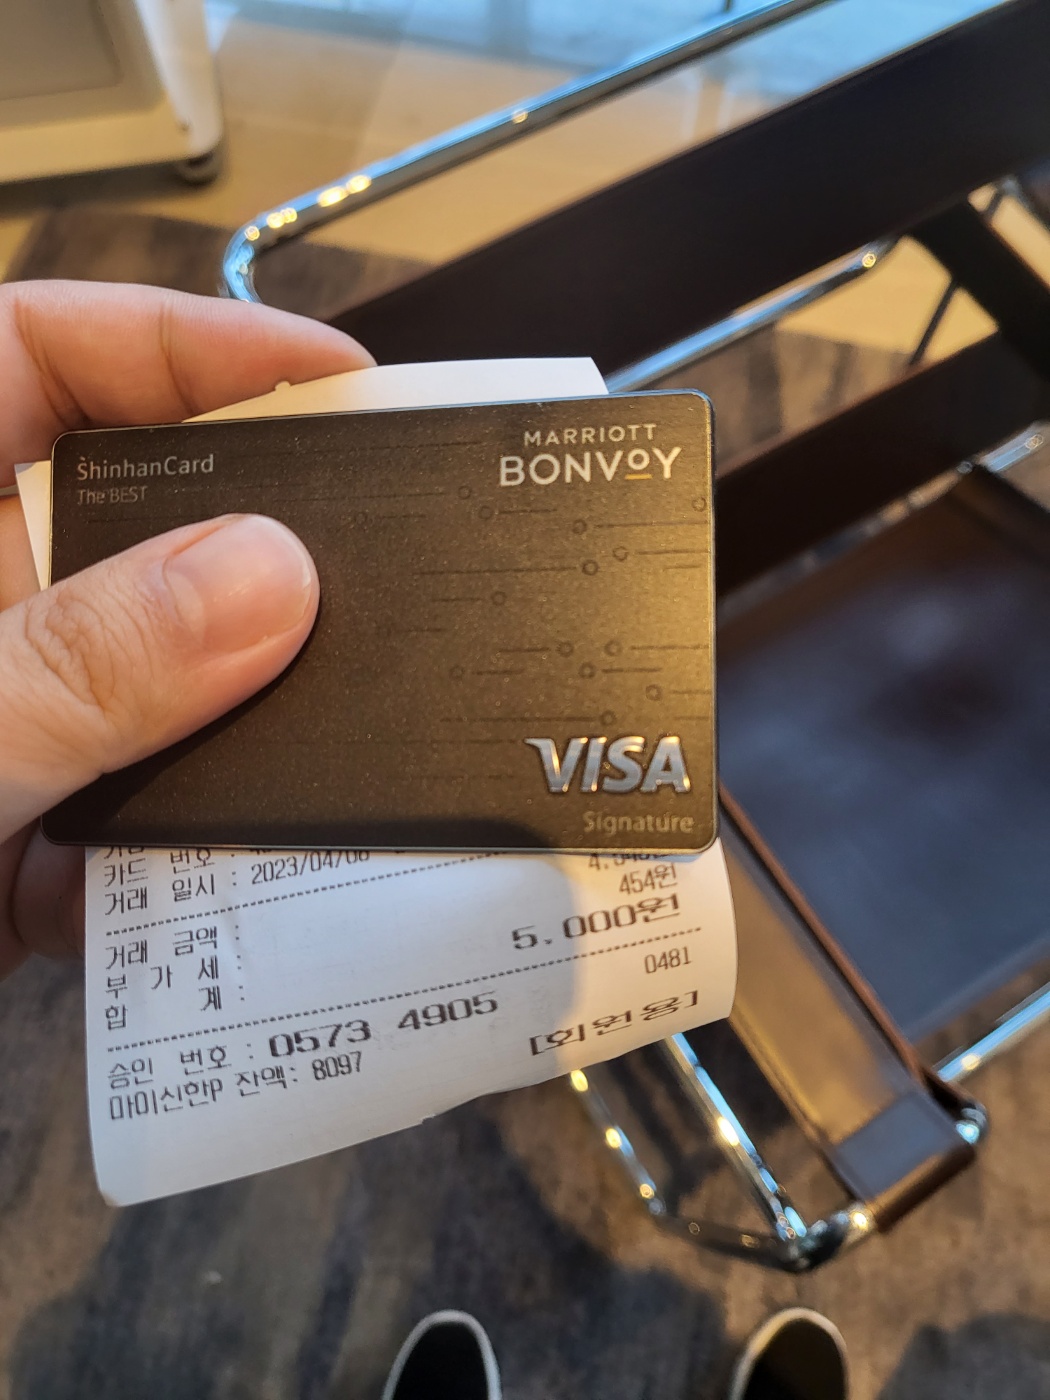 ShinhanCard
The BEST
MARRIOTT
BONVOY
VISA
Signature
카드 번호 :
거래 일시 : 2023/04/08
454원
거래 금액 :
부 가 세 :
합 계 :
5,000원
0481
승인 번호 : 0573 4905
[회원용]
마이신한P 잔액: 8097